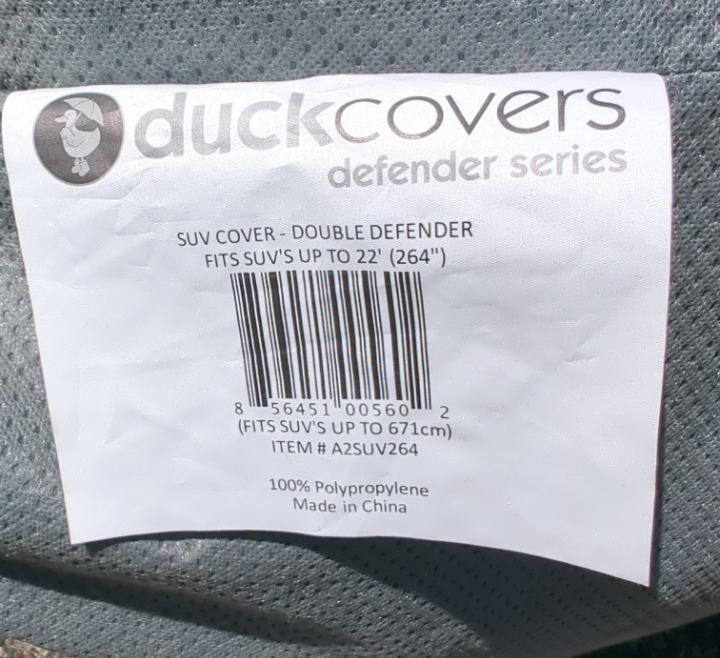 duckcovers
defender series
SUV COVER - DOUBLE DEFENDER
FITS SUV'S UP TO 22' (264")
8 56451 00560 2
(FITS SUV'S UP TO 671cm)
ITEM # A2SUV264
100% Polypropylene
Made in China